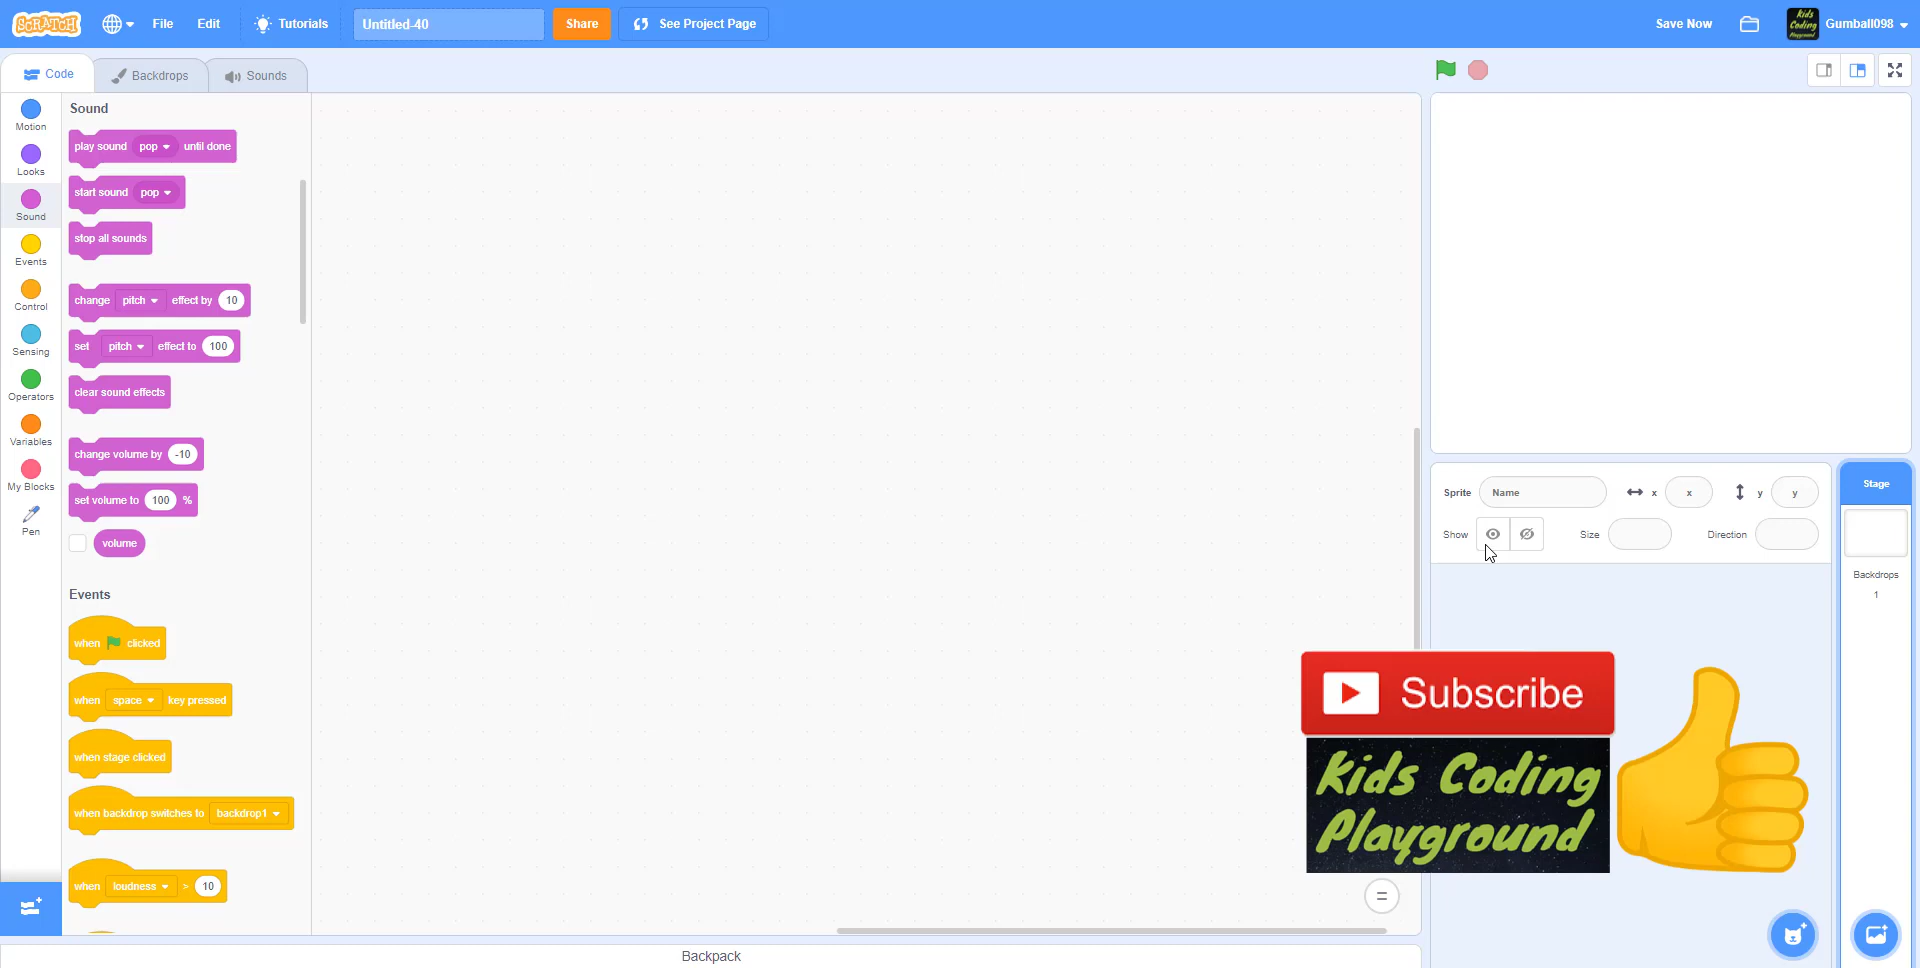 SCRATCH
File
Edit
Tutorials
Untitled-40
Share
See Project Page
Save Now
Kids
Coding
Playground
Gumball098
Code
Backdrops
Sounds
Motion
Looks
Sound
Events
Control
Sensing
Operators
Variables
My Blocks
Pen
Sound
play sound pop until done
start sound pop
stop all sounds
change pitch effect by 10
set pitch effect to 100
clear sound effects
change volume by -10
set volume to 100 %
volume
Events
when clicked
when space key pressed
when stage clicked
when backdrop switches to backdrop1
when loudness > 10
Backpack
Sprite Name x x y y
Show Size Direction
Stage
Backdrops
1
Subscribe
Kids Coding
Playground